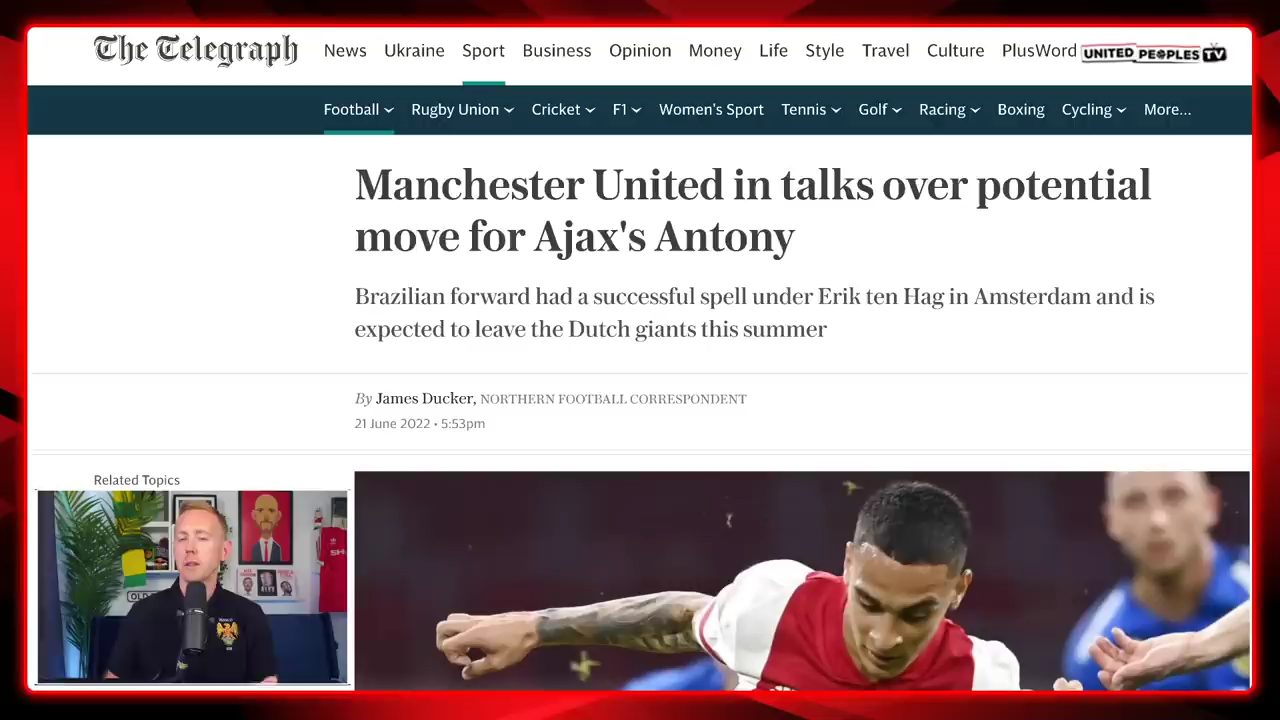 The Telegraph
News Ukraine Sport Business Opinion Money Life Style Travel Culture PlusWord
UNITED PEOPLES TV
Football Rugby Union Cricket F1 Women's Sport Tennis Golf Racing Boxing Cycling More...
Manchester United in talks over potential
move for Ajax's Antony
Brazilian forward had a successful spell under Erik ten Hag in Amsterdam and is
expected to leave the Dutch giants this summer
By James Ducker, NORTHERN FOOTBALL CORRESPONDENT
21 June 2022 • 5:53pm
Related Topics